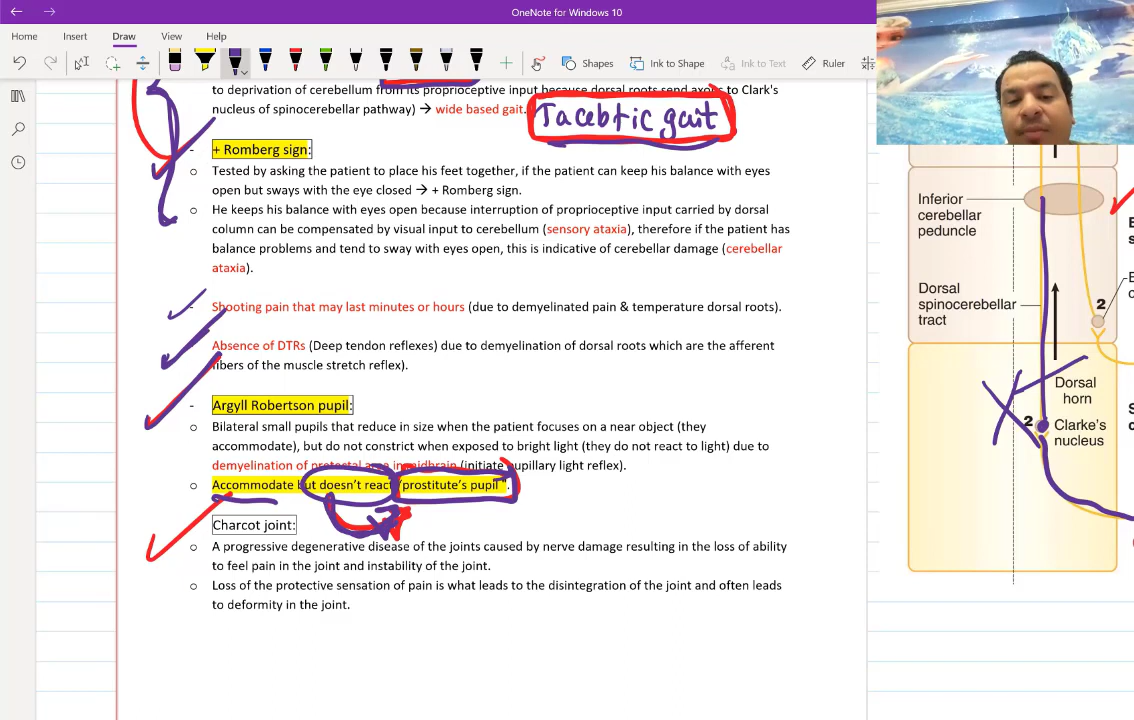 OneNote for Windows 10
Home Insert Draw View Help
Shapes Ink to Shape Ink to Text Ruler
to deprivation of cerebellum from its proprioceptive input because dorsal roots send axons to Clark's
nucleus of spinocerebellar pathway) → wide based gait.
Tacebtic gait
- + Romberg sign:
o Tested by asking the patient to place his feet together, if the patient can keep his balance with eyes
open but sways with the eye closed → + Romberg sign.
o He keeps his balance with eyes open because interruption of proprioceptive input carried by dorsal
column can be compensated by visual input to cerebellum (sensory ataxia), therefore if the patient has
balance problems and tend to sway with eyes open, this is indicative of cerebellar damage (cerebellar
ataxia).
- Shooting pain that may last minutes or hours (due to demyelinated pain & temperature dorsal roots).
Absence of DTRs (Deep tendon reflexes) due to demyelination of dorsal roots which are the afferent
fibers of the muscle stretch reflex).
- Argyll Robertson pupil:
o Bilateral small pupils that reduce in size when the patient focuses on a near object (they
accommodate), but do not constrict when exposed to bright light (they do not react to light) due to
demyelination of pretectal area in midbrain (initiate pupillary light reflex).
o Accommodate but doesn't react "prostitute's pupil".
Charcot joint:
o A progressive degenerative disease of the joints caused by nerve damage resulting in the loss of ability
to feel pain in the joint and instability of the joint.
o Loss of the protective sensation of pain is what leads to the disintegration of the joint and often leads
to deformity in the joint.
Inferior
cerebellar
peduncle
Dorsal
spinocerebellar
tract
2
Dorsal
horn
2 Clarke's
nucleus